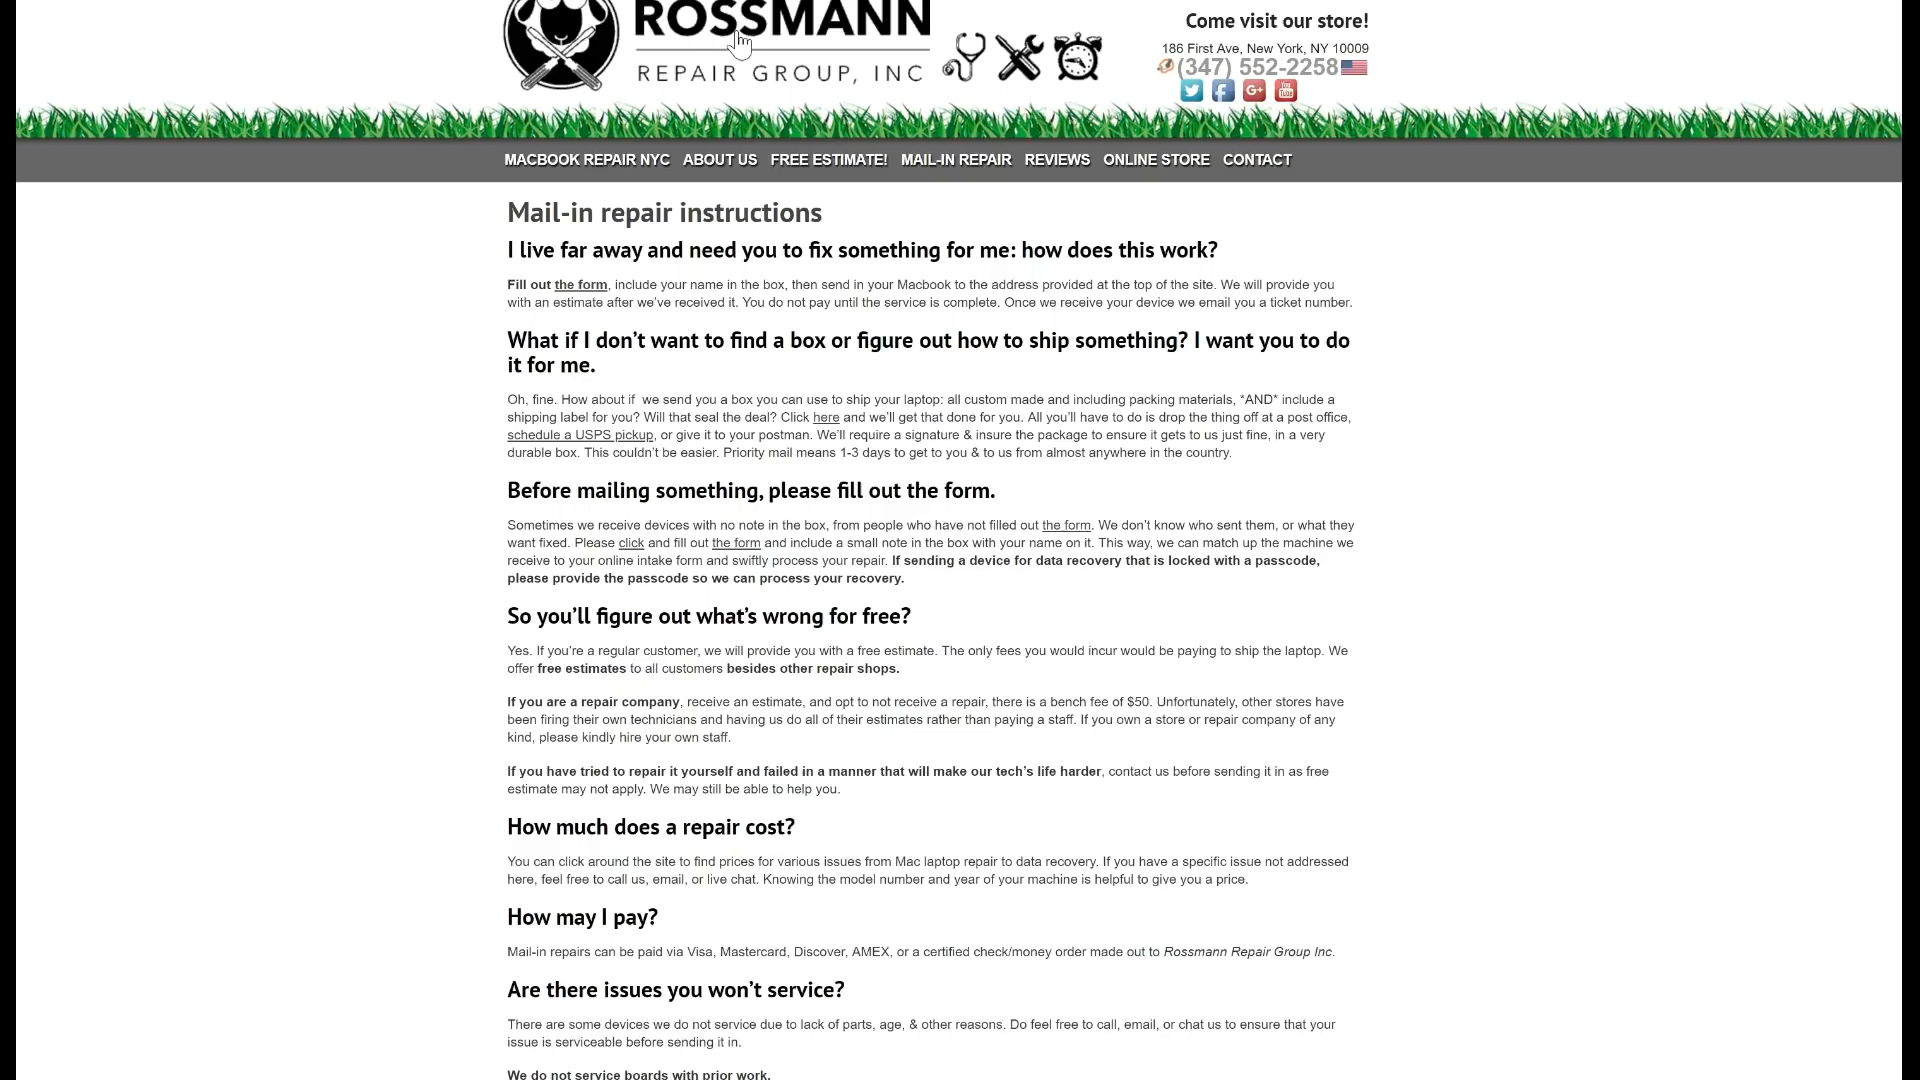 ROSSMANN
REPAIR GROUP, INC
Come visit our store!
186 First Ave, New York, NY 10009
(347) 552-2258
MACBOOK REPAIR NYC ABOUT US FREE ESTIMATE! MAIL-IN REPAIR REVIEWS ONLINE STORE CONTACT
Mail-in repair instructions
I live far away and need you to fix something for me: how does this work?
Fill out the form, include your name in the box, then send in your Macbook to the address provided at the top of the site. We will provide you
with an estimate after we've received it. You do not pay until the service is complete. Once we receive your device we email you a ticket number.
What if I don't want to find a box or figure out how to ship something? I want you to do
it for me.
Oh, fine. How about if  we send you a box you can use to ship your laptop: all custom made and including packing materials, *AND* include a
shipping label for you? Will that seal the deal? Click here and we'll get that done for you. All you'll have to do is drop the thing off at a post office,
schedule a USPS pickup, or give it to your postman. We'll require a signature & insure the package to ensure it gets to us just fine, in a very
durable box. This couldn't be easier. Priority mail means 1-3 days to get to you & to us from almost anywhere in the country.
Before mailing something, please fill out the form.
Sometimes we receive devices with no note in the box, from people who have not filled out the form. We don't know who sent them, or what they
want fixed. Please click and fill out the form and include a small note in the box with your name on it. This way, we can match up the machine we
receive to your online intake form and swiftly process your repair. If sending a device for data recovery that is locked with a passcode,
please provide the passcode so we can process your recovery.
So you'll figure out what's wrong for free?
Yes. If you're a regular customer, we will provide you with a free estimate. The only fees you would incur would be paying to ship the laptop. We
offer free estimates to all customers besides other repair shops.
If you are a repair company, receive an estimate, and opt to not receive a repair, there is a bench fee of $50. Unfortunately, other stores have
been firing their own technicians and having us do all of their estimates rather than paying a staff. If you own a store or repair company of any
kind, please kindly hire your own staff.
If you have tried to repair it yourself and failed in a manner that will make our tech's life harder, contact us before sending it in as free
estimate may not apply. We may still be able to help you.
How much does a repair cost?
You can click around the site to find prices for various issues from Mac laptop repair to data recovery. If you have a specific issue not addressed
here, feel free to call us, email, or live chat. Knowing the model number and year of your machine is helpful to give you a price.
How may I pay?
Mail-in repairs can be paid via Visa, Mastercard, Discover, AMEX, or a certified check/money order made out to Rossmann Repair Group Inc.
Are there issues you won't service?
There are some devices we do not service due to lack of parts, age, & other reasons. Do feel free to call, email, or chat us to ensure that your
issue is serviceable before sending it in.
We do not service boards with prior work.